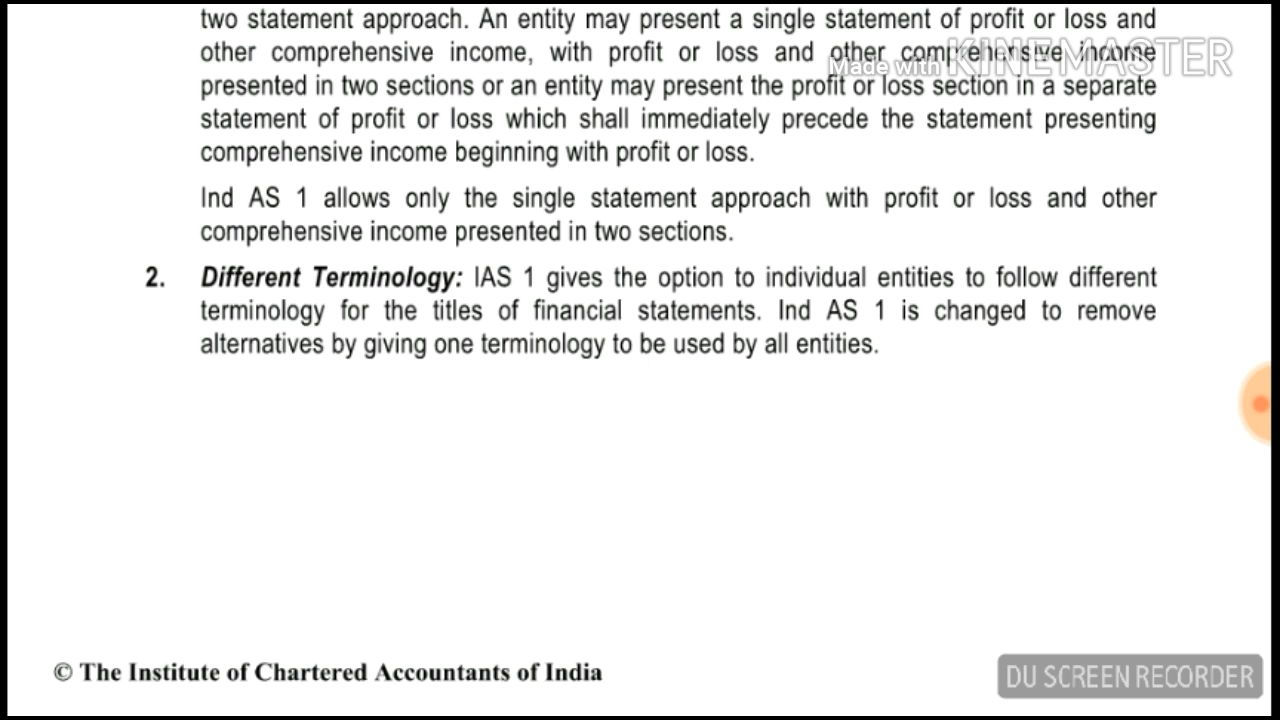 two statement approach. An entity may present a single statement of profit or loss and
other comprehensive income, with profit or loss and other comprehensive income
Made with KINEMASTER
presented in two sections or an entity may present the profit or loss section in a separate
statement of profit or loss which shall immediately precede the statement presenting
comprehensive income beginning with profit or loss.
Ind AS 1 allows only the single statement approach with profit or loss and other
comprehensive income presented in two sections.
2. Different Terminology: IAS 1 gives the option to individual entities to follow different
terminology for the titles of financial statements. Ind AS 1 is changed to remove
alternatives by giving one terminology to be used by all entities.
© The Institute of Chartered Accountants of India
DU SCREEN RECORDER